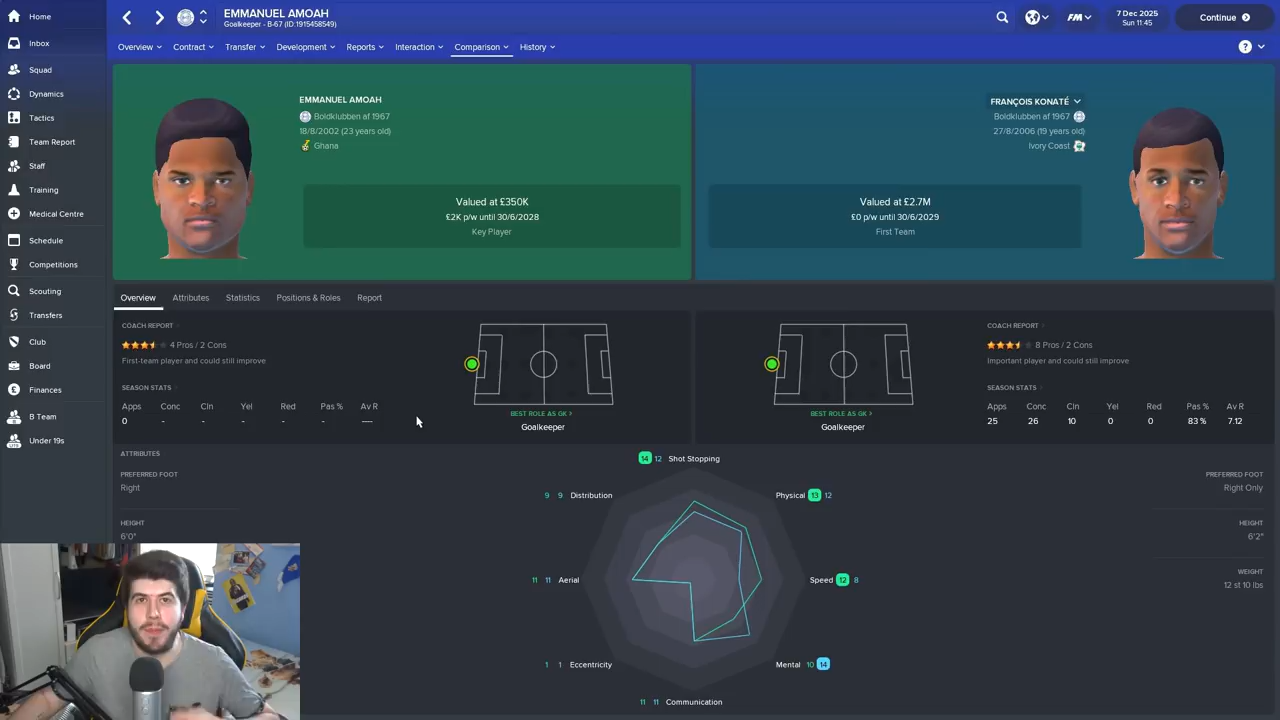 EMMANUEL AMOAH
Goalkeeper - B-67 (ID:1915458549)
7 Dec 2025
Sun 11:45
Continue
FM
Home
Inbox
Squad
Dynamics
Tactics
Team Report
Staff
Training
Medical Centre
Schedule
Competitions
Scouting
Transfers
Club
Board
Finances
B Team
Under 19s
Overview Contract Transfer Development Reports Interaction Comparison History
?
EMMANUEL AMOAH
Boldklubben af 1967
18/8/2002 (23 years old)
Ghana
Valued at £350K
£2K p/w until 30/6/2028
Key Player
FRANÇOIS KONATÉ
Boldklubben af 1967
27/8/2006 (19 years old)
Ivory Coast
Valued at £2.7M
£0 p/w until 30/6/2029
First Team
Overview Attributes Statistics Positions & Roles Report
COACH REPORT
4 Pros / 2 Cons
First-team player and could still improve
SEASON STATS
Apps Conc Cln Yel Red Pas % Av R
0 - - - - - ---
BEST ROLE AS GK >
Goalkeeper
BEST ROLE AS GK >
Goalkeeper
COACH REPORT
8 Pros / 2 Cons
Important player and could still improve
SEASON STATS
Apps Conc Cln Yel Red Pas % Av R
25 26 10 0 0 83 % 7.12
ATTRIBUTES
PREFERRED FOOT
Right
HEIGHT
6'0"
14 12 Shot Stopping
9 9 Distribution
Physical 13 12
11 11 Aerial
Speed 12 8
1 1 Eccentricity
Mental 10 14
11 11 Communication
PREFERRED FOOT
Right Only
HEIGHT
6'2"
WEIGHT
12 st 10 lbs